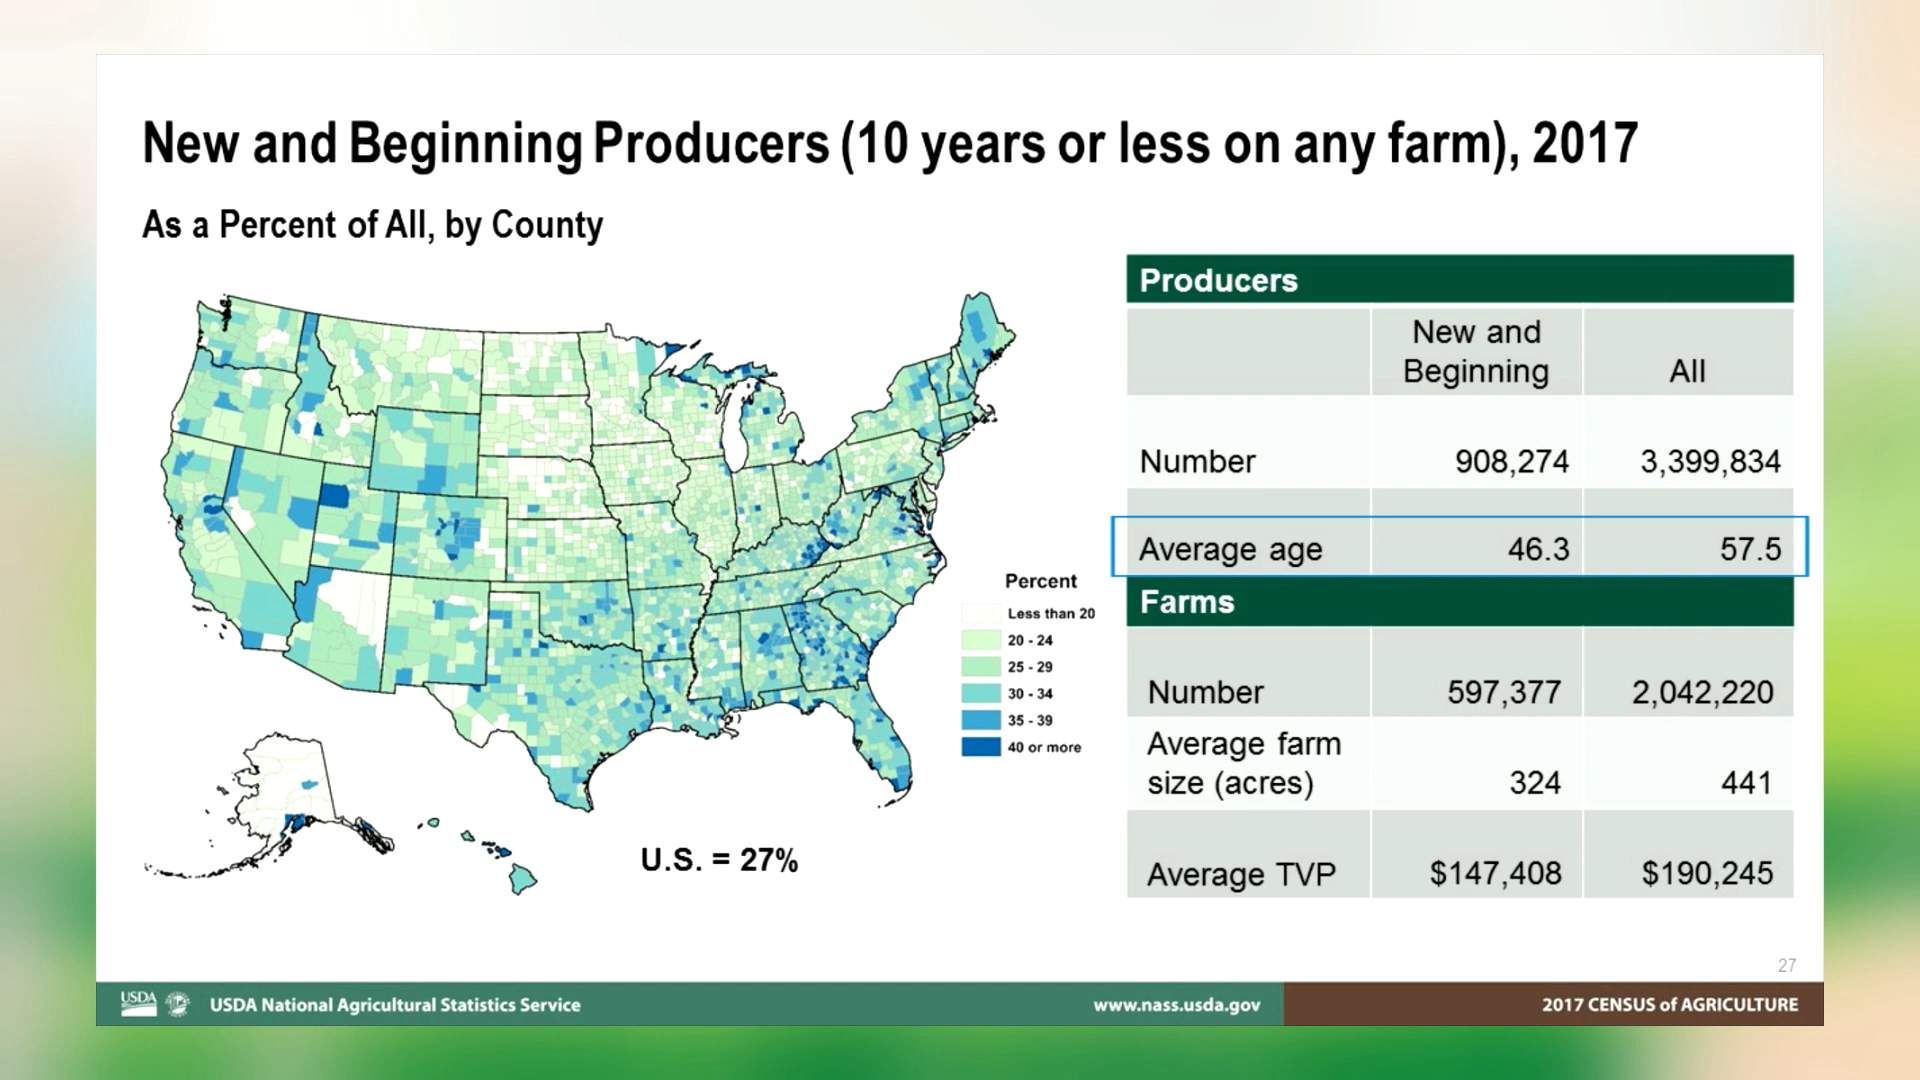 New and Beginning Producers (10 years or less on any farm), 2017
As a Percent of All, by County
Percent
Less than 20
20 - 24
25 - 29
30 - 34
35 - 39
40 or more
U.S. = 27%
Producers
New and
Beginning
All
Number 908,274 3,399,834
Average age 46.3 57.5
Farms
Number 597,377 2,042,220
Average farm
size (acres) 324 441
Average TVP $147,408 $190,245
27
USDA
USDA National Agricultural Statistics Service
www.nass.usda.gov
2017 CENSUS of AGRICULTURE